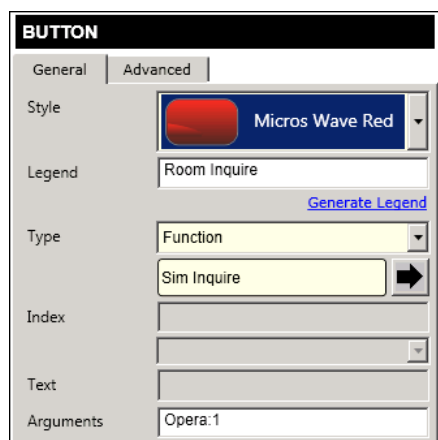 BUTTON
General Advanced
Style Micros Wave Red
Legend Room Inquire
Generate Legend
Type Function
Sim Inquire
Index
Text
Arguments Opera:1